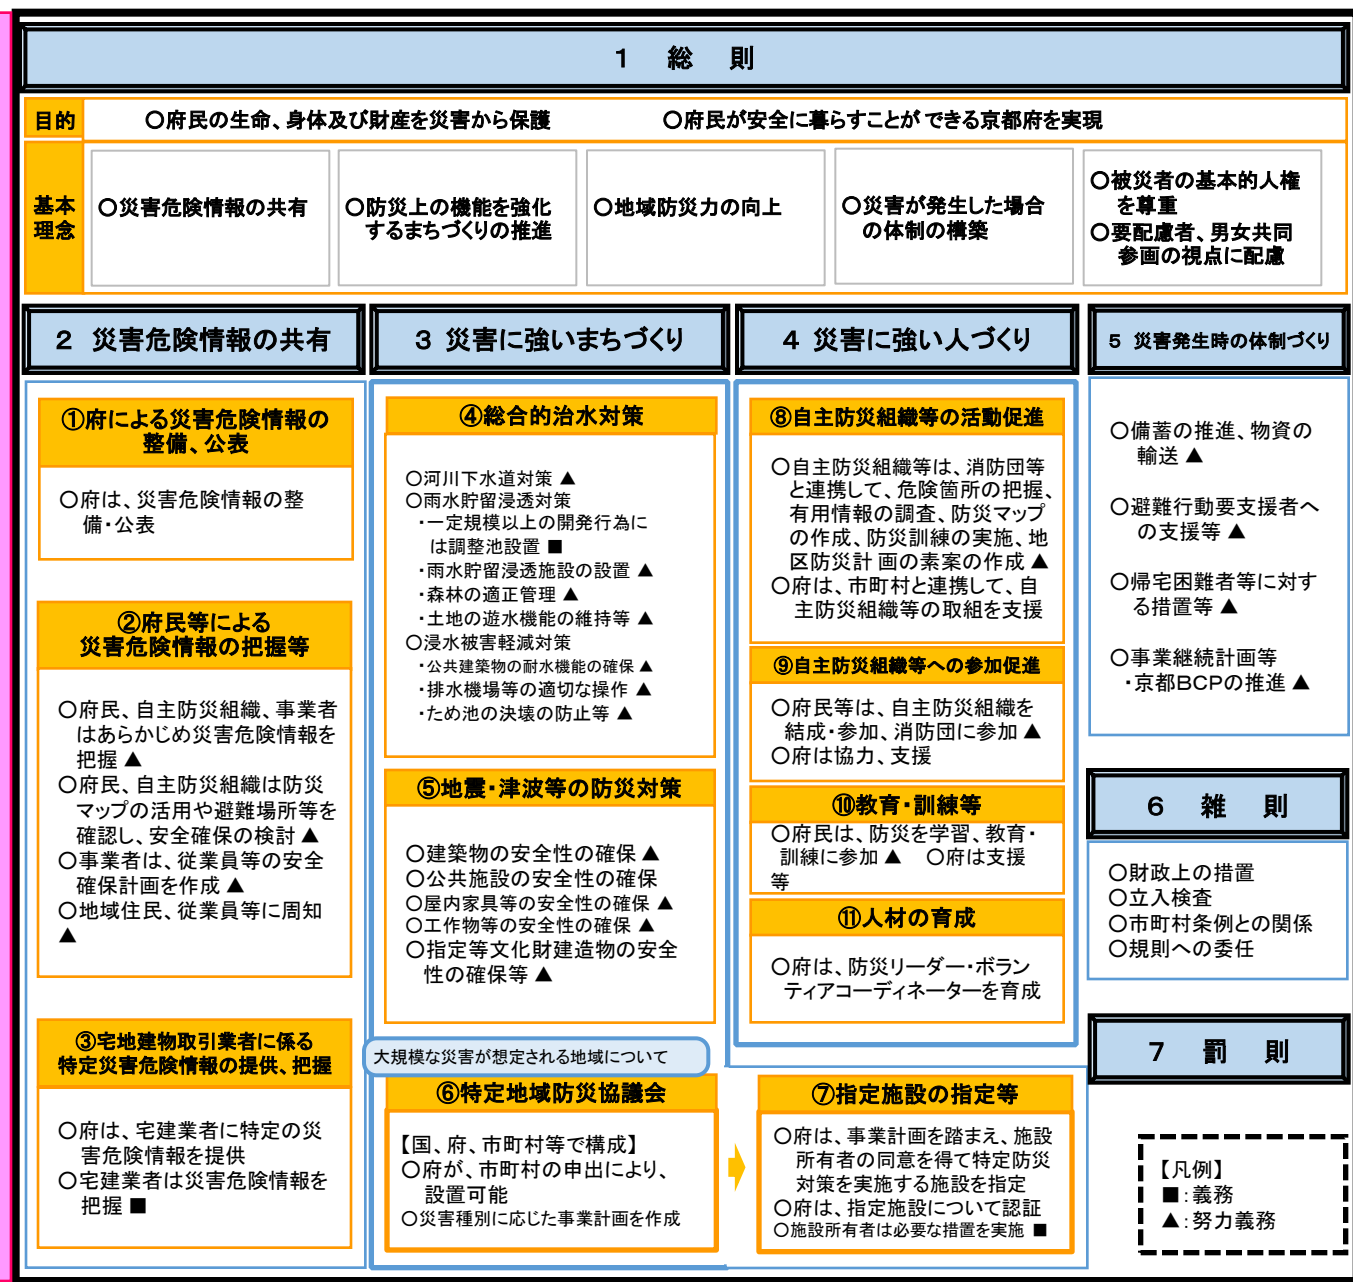 1 総 則
目的
○府民の生命、身体及び財産を災害から保護 ○府民が安全に暮らすことができる京都府を実現
基本
理念
○災害危険情報の共有
○防災上の機能を強化
するまちづくりの推進
○地域防災力の向上
○災害が発生した場合
の体制の構築
○被災者の基本的人権
を尊重
○要配慮者、男女共同
参画の視点に配慮
2 災害危険情報の共有
①府による災害危険情報の
整備、公表
○府は、災害危険情報の整
備・公表
②府民等による
災害危険情報の把握等
○府民、自主防災組織、事業者
はあらかじめ災害危険情報を
把握 ▲
○府民、自主防災組織は防災
マップの活用や避難場所等を
確認し、安全確保の検討 ▲
○事業者は、従業員等の安全
確保計画を作成 ▲
○地域住民、従業員等に周知
▲
③宅地建物取引業者に係る
特定災害危険情報の提供、把握
○府は、宅建業者に特定の災
害危険情報を提供
○宅建業者は災害危険情報を
把握 ■
3 災害に強いまちづくり
④総合的治水対策
○河川下水道対策 ▲
○雨水貯留浸透対策
・一定規模以上の開発行為に
は調整池設置 ■
・雨水貯留浸透施設の設置 ▲
・森林の適正管理 ▲
・土地の遊水機能の維持等 ▲
○浸水被害軽減対策
・公共建築物の耐水機能の確保 ▲
・排水機場等の適切な操作 ▲
・ため池の決壊の防止等 ▲
⑤地震・津波等の防災対策
○建築物の安全性の確保 ▲
○公共施設の安全性の確保
○屋内家具等の安全性の確保 ▲
○工作物等の安全性の確保 ▲
○指定等文化財建造物の安全
性の確保等 ▲
大規模な災害が想定される地域について
⑥特定地域防災協議会
【国、府、市町村等で構成】
○府が、市町村の申出により、
設置可能
○災害種別に応じた事業計画を作成
⑦指定施設の指定等
○府は、事業計画を踏まえ、施設
所有者の同意を得て特定防災
対策を実施する施設を指定
○府は、指定施設について認証
○施設所有者は必要な措置を実施 ■
4 災害に強い人づくり
⑧自主防災組織等の活動促進
○自主防災組織等は、消防団等
と連携して、危険箇所の把握、
有用情報の調査、防災マップ
の作成、防災訓練の実施、地
区防災計画の素案の作成 ▲
○府は、市町村と連携して、自
主防災組織等の取組を支援
⑨自主防災組織等への参加促進
○府民等は、自主防災組織を
結成・参加、消防団に参加 ▲
○府は協力、支援
⑩教育・訓練等
○府民は、防災を学習、教育・
訓練に参加 ▲ ○府は支援
等
⑪人材の育成
○府は、防災リーダー・ボラン
ティアコーディネーターを育成
5 災害発生時の体制づくり
○備蓄の推進、物資の
輸送 ▲
○避難行動要支援者へ
の支援等 ▲
○帰宅困難者等に対す
る措置等 ▲
○事業継続計画等
・京都BCPの推進 ▲
6 雑 則
○財政上の措置
○立入検査
○市町村条例との関係
○規則への委任
7 罰 則
【凡例】
■:義務
▲:努力義務